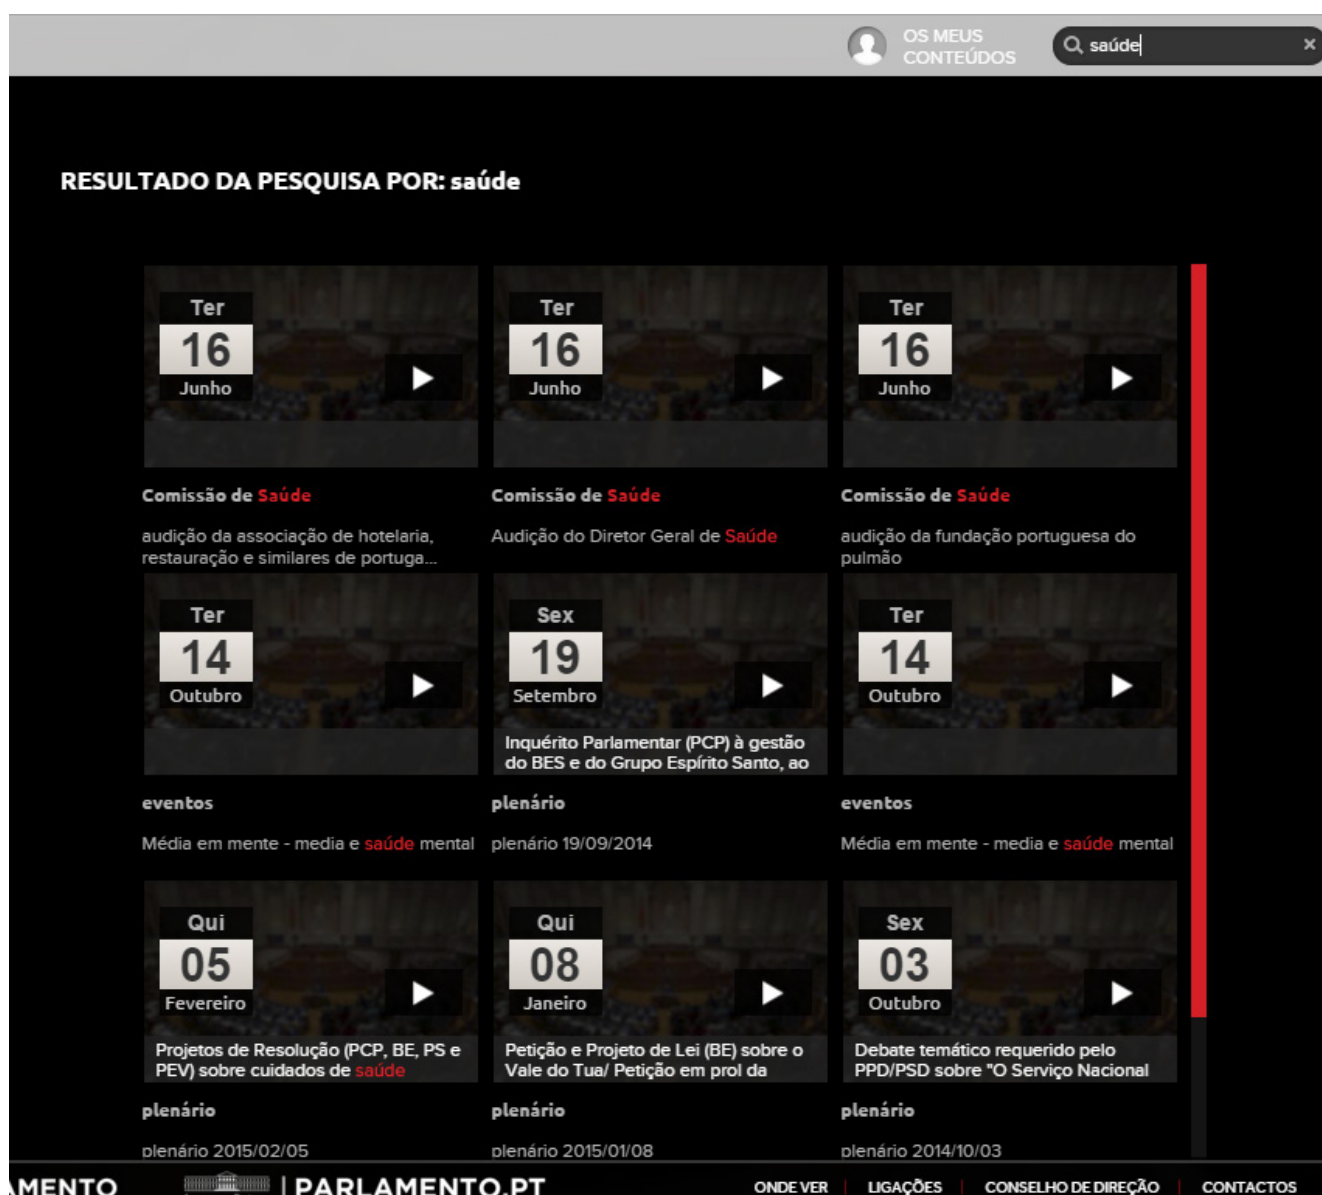 OS MEUS
CONTEÚDOS
saúde
RESULTADO DA PESQUISA POR: saúde
Ter
16
Junho
Comissão de Saúde
audição da associação de hotelaria,
restauração e similares de portuga...
Ter
16
Junho
Comissão de Saúde
Audição do Diretor Geral de Saúde
Ter
16
Junho
Comissão de Saúde
audição da fundação portuguesa do
pulmão
Ter
14
Outubro
eventos
Média em mente - media e saúde mental
Sex
19
Setembro
Inquérito Parlamentar (PCP) à gestão
do BES e do Grupo Espírito Santo, ao
plenário
plenário 19/09/2014
Ter
14
Outubro
eventos
Média em mente - media e saúde mental
Qui
05
Fevereiro
Projetos de Resolução (PCP, BE, PS e
PEV) sobre cuidados de saúde
plenário
plenário 2015/02/05
Qui
08
Janeiro
Petição e Projeto de Lei (BE) sobre o
Vale do Tua/ Petição em prol da
plenário
plenário 2015/01/08
Sex
03
Outubro
Debate temático requerido pelo
PPD/PSD sobre "O Serviço Nacional
plenário
plenário 2014/10/03
AMENTO
| PARLAMENTO.PT
ONDE VER | LIGAÇÕES | CONSELHO DE DIREÇÃO | CONTACTOS